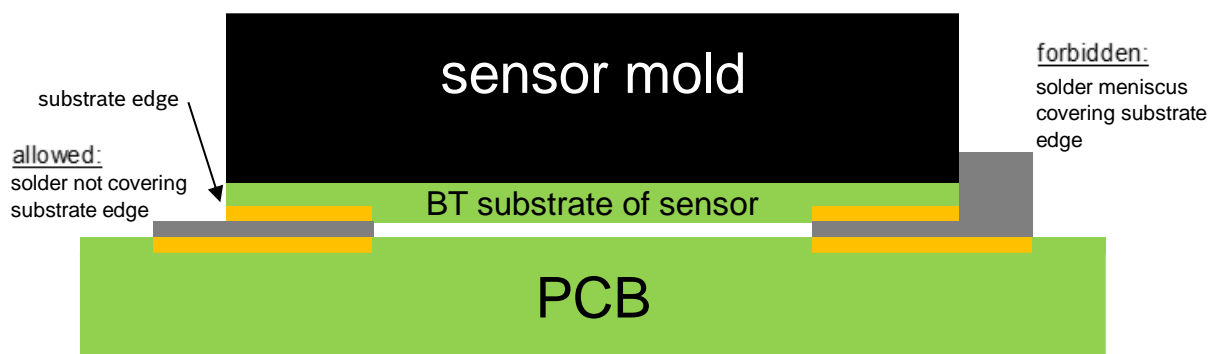 sensor mold
forbidden:
solder meniscus
covering substrate
edge
substrate edge
allowed:
solder not covering
substrate edge
BT substrate of sensor
PCB